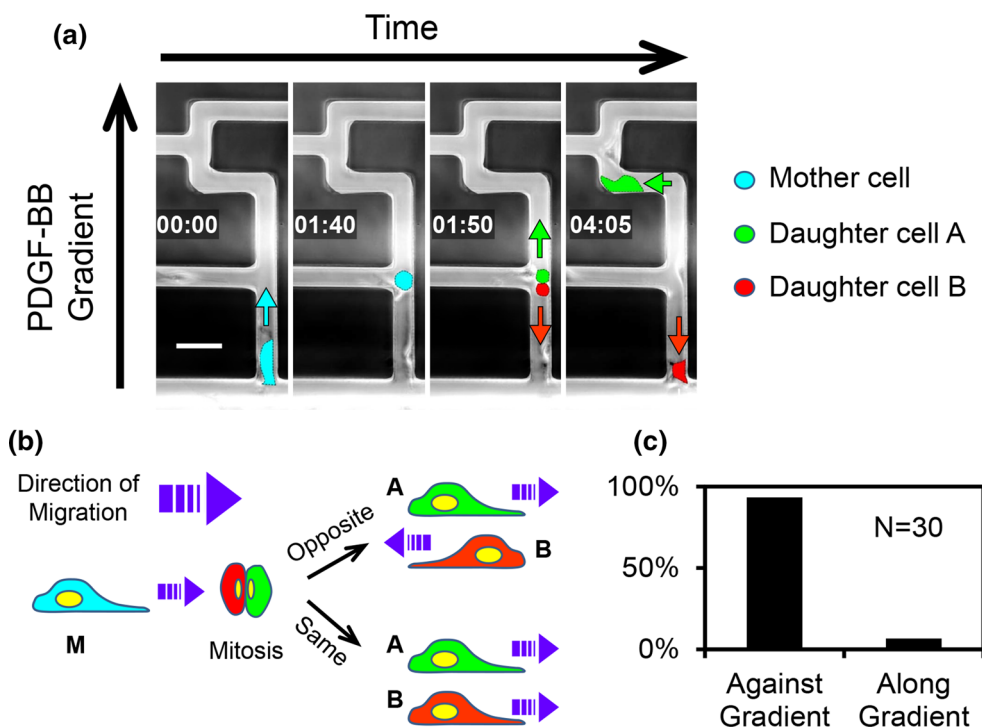 (a)
Time
PDGF-BB
Gradient
00:00
01:40
01:50
04:05
Mother cell
Daughter cell A
Daughter cell B
(b)
Direction of
Migration
M
Mitosis
Opposite
Same
A
B
A
B
(c)
100%
50%
0%
N=30
Against
Gradient
Along
Gradient